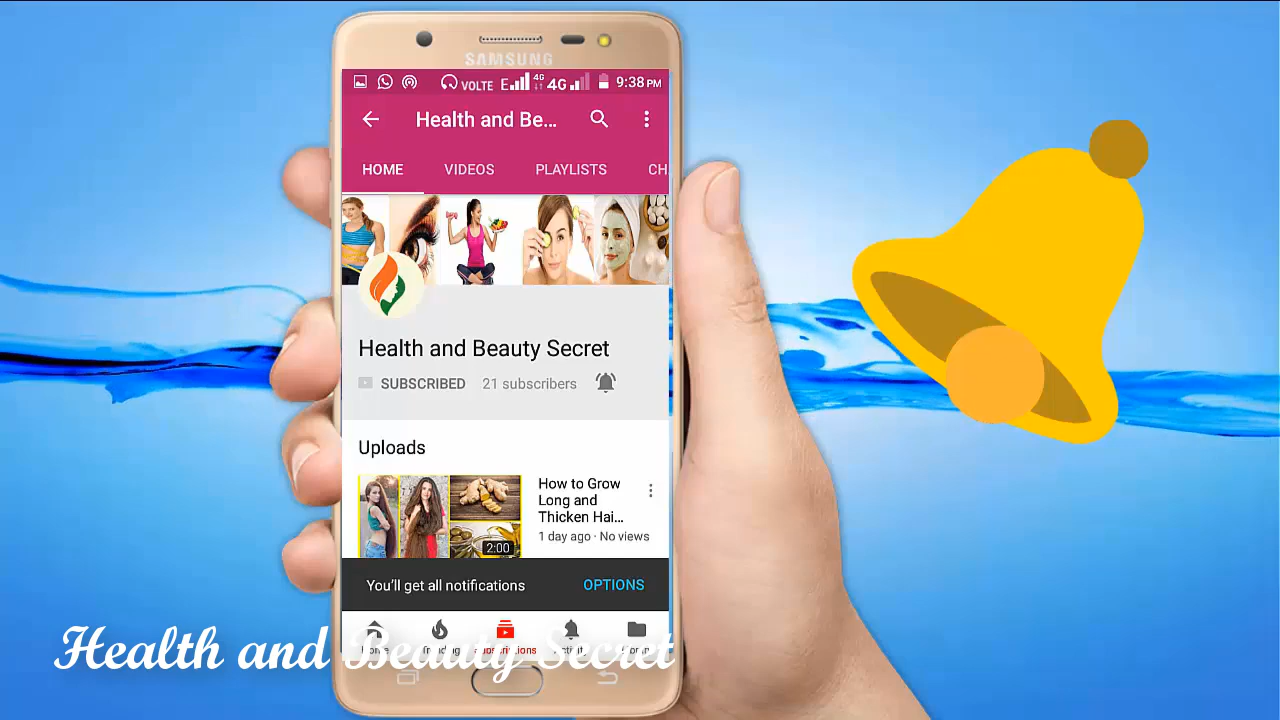 SAMSUNG
VOLTE E 4G 4G 9:38 PM
Health and Be...
HOME VIDEOS PLAYLISTS CH
Health and Beauty Secret
SUBSCRIBED 21 subscribers
Uploads
How to Grow
Long and
Thicken Hai...
1 day ago · No views
2:00
You'll get all notifications OPTIONS
Health and Beauty Secret